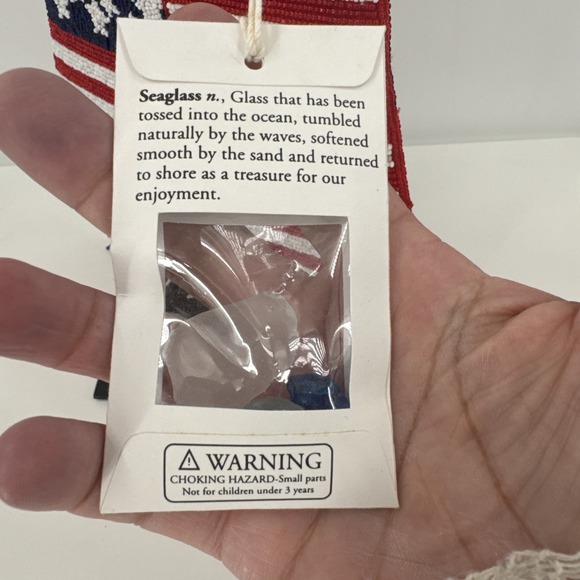 Seaglass n., Glass that has been
tossed into the ocean, tumbled
naturally by the waves, softened
smooth by the sand and returned
to shore as a treasure for our
enjoyment.
⚠ WARNING
CHOKING HAZARD-Small parts
Not for children under 3 years